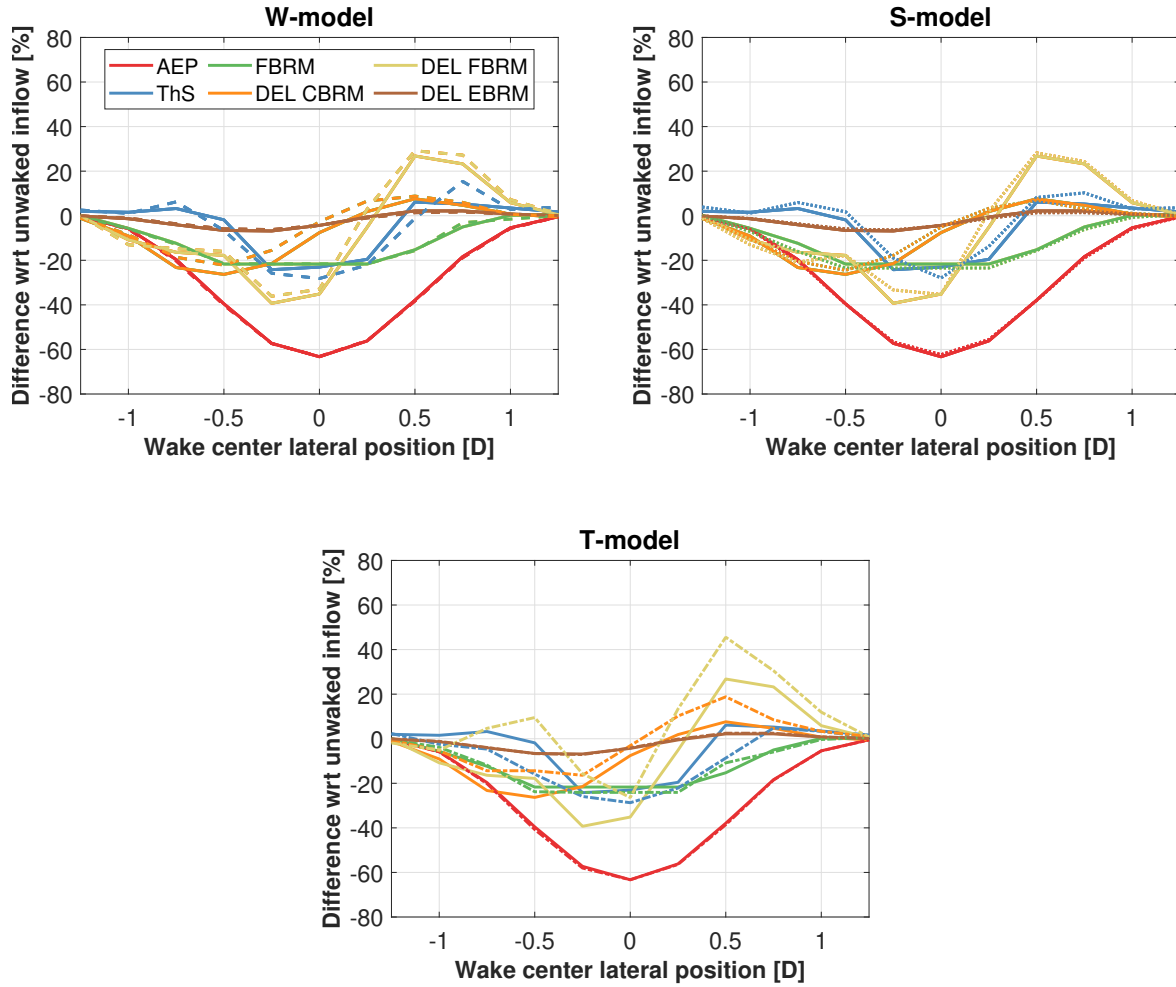 W-model
Difference wrt unwaked inflow [%]
80
60
40
20
0
-20
-40
-60
-80
AEP
FBRM
DEL FBRM
ThS
DEL CBRM
DEL EBRM
-1
-0.5
0
0.5
1
Wake center lateral position [D]
S-model
Difference wrt unwaked inflow [%]
80
60
40
20
0
-20
-40
-60
-80
-1
-0.5
0
0.5
1
Wake center lateral position [D]
T-model
Difference wrt unwaked inflow [%]
80
60
40
20
0
-20
-40
-60
-80
-1
-0.5
0
0.5
1
Wake center lateral position [D]